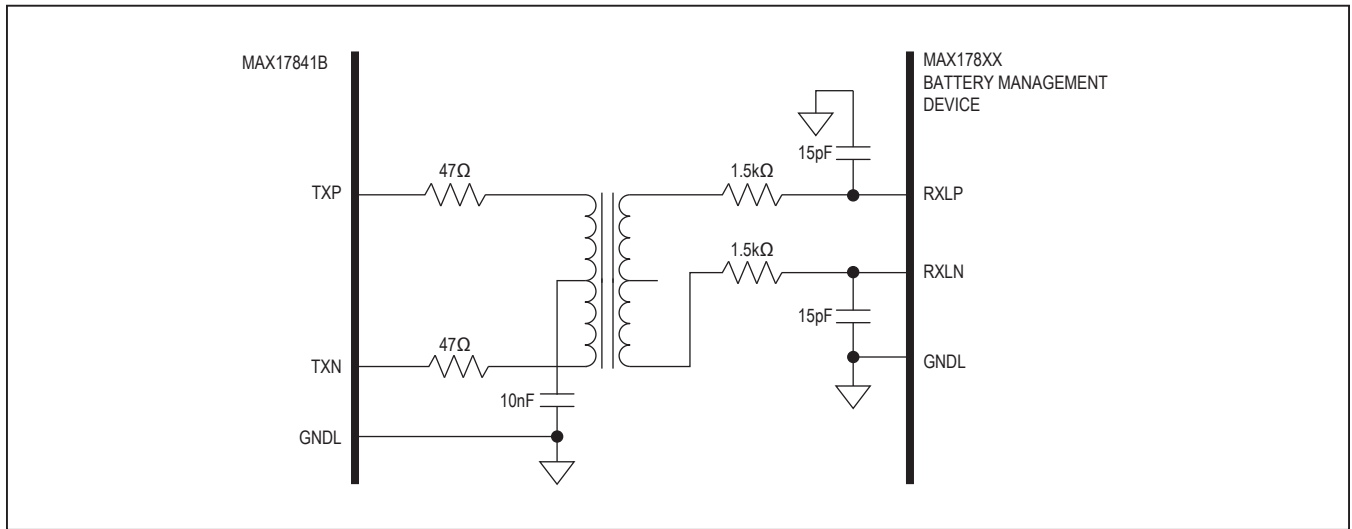 MAX17841B
MAX178XX
BATTERY MANAGEMENT
DEVICE
15pF
47Ω
1.5kΩ
TXP
RXLP
1.5kΩ
RXLN
15pF
47Ω
TXN
GNDL
10nF
GNDL